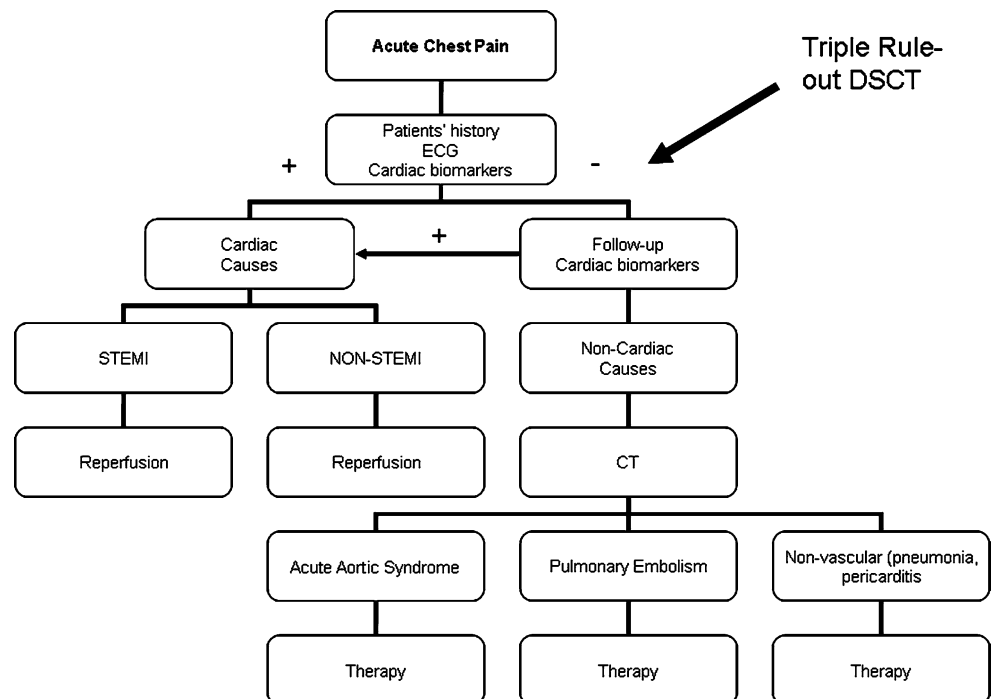 Acute Chest Pain
Triple Rule-
out DSCT
Patients' history
ECG
Cardiac biomarkers
+
-
Cardiac
Causes
+
Follow-up
Cardiac biomarkers
STEMI
NON-STEMI
Non-Cardiac
Causes
Reperfusion
Reperfusion
CT
Acute Aortic Syndrome
Pulmonary Embolism
Non-vascular (pneumonia,
pericarditis
Therapy
Therapy
Therapy